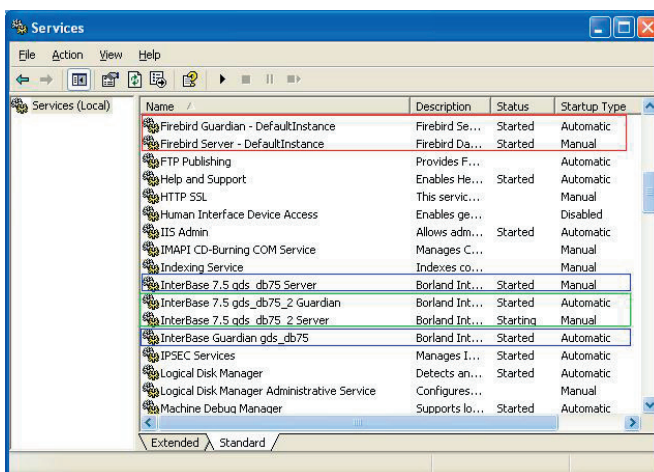 Services
File Action View Help
Services (Local)
Name Description Status Startup Type
Firebird Guardian - DefaultInstance Firebird Se... Started Automatic
Firebird Server - DefaultInstance Firebird Da... Started Manual
FTP Publishing Provides F... Automatic
Help and Support Enables He... Started Automatic
HTTP SSL This servic... Manual
Human Interface Device Access Enables ge... Disabled
IIS Admin Allows adm... Started Automatic
IMAPI CD-Burning COM Service Manages C... Manual
Indexing Service Indexes co... Manual
InterBase 7.5 gds_db75 Server Borland Int... Started Manual
InterBase 7.5 gds_db75_2 Guardian Borland Int... Started Automatic
InterBase 7.5 gds_db75_2 Server Borland Int... Starting Manual
InterBase Guardian gds_db75 Borland Int... Started Automatic
IPSEC Services Manages I... Started Automatic
Logical Disk Manager Detects an... Started Automatic
Logical Disk Manager Administrative Service Configures... Manual
Machine Debug Manager Supports lo... Started Automatic
Extended Standard